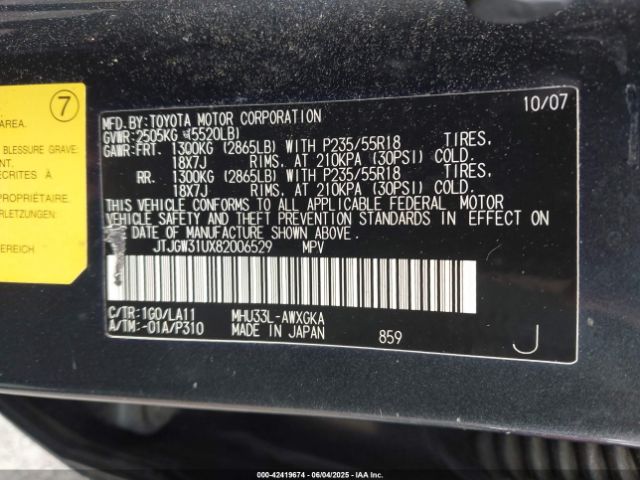 7
AREA.
BLESSURE GRAVE.
ENT.
CRITES À
PROPRIÉTAIRE.
RLETZUNGEN
BEREICH
10/07
MFD.BY:TOYOTA MOTOR CORPORATION
GVWR:2505KG (5520LB)
GAWR:FRT. 1300KG (2865LB) WITH P235/55R18 TIRES,
18X7J RIMS, AT 210KPA (30PSI) COLD.
RR. 1300KG (2865LB) WITH P235/55R18 TIRES,
18X7J RIMS, AT 210KPA (30PSI) COLD.
THIS VEHICLE CONFORMS TO ALL APPLICABLE FEDERAL MOTOR
VEHICLE SAFETY AND THEFT PREVENTION STANDARDS IN EFFECT ON
THE DATE OF MANUFACTURE SHOWN ABOVE.
JTJGW31UX82006529 MPV
C/TR:1G0/LA11 MHU33L-AWXGKA
A/TM:-01A/P310 MADE IN JAPAN 859 J
000-42419674 | 06/04/2025 - IAA Inc.